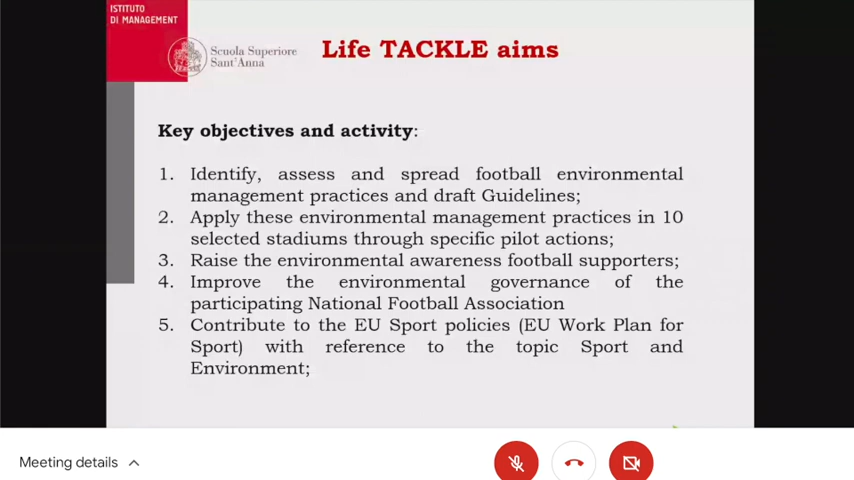 ISTITUTO
DI MANAGEMENT
Scuola Superiore
Sant'Anna
Life TACKLE aims
Key objectives and activity:
1. Identify, assess and spread football environmental
management practices and draft Guidelines;
2. Apply these environmental management practices in 10
selected stadiums through specific pilot actions;
3. Raise the environmental awareness football supporters;
4. Improve the environmental governance of the
participating National Football Association
5. Contribute to the EU Sport policies (EU Work Plan for
Sport) with reference to the topic Sport and
Environment;
Meeting details